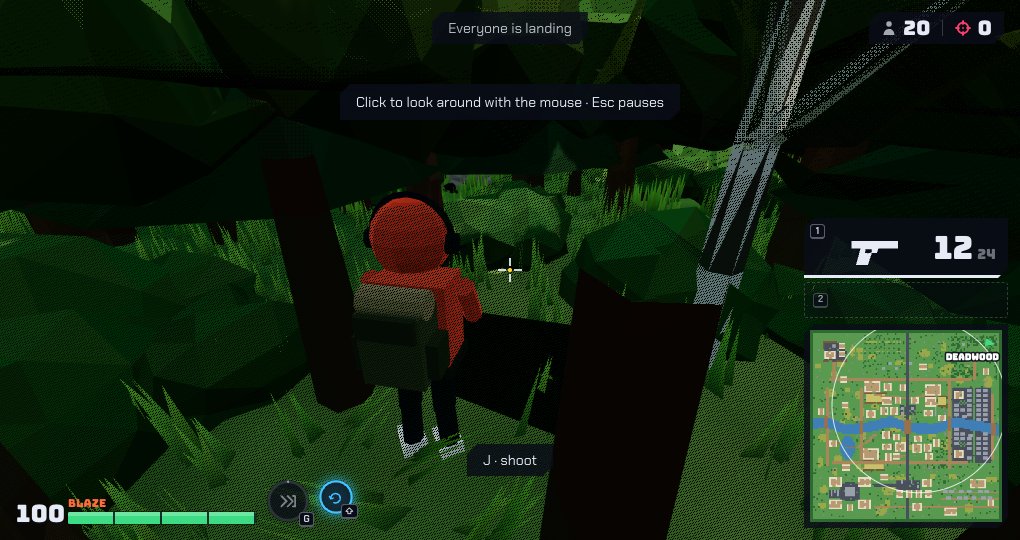 Everyone is landing
20
0
Click to look around with the mouse · Esc pauses
1
12 24
2
DEADWOOD
J · shoot
BLAZE
100
G